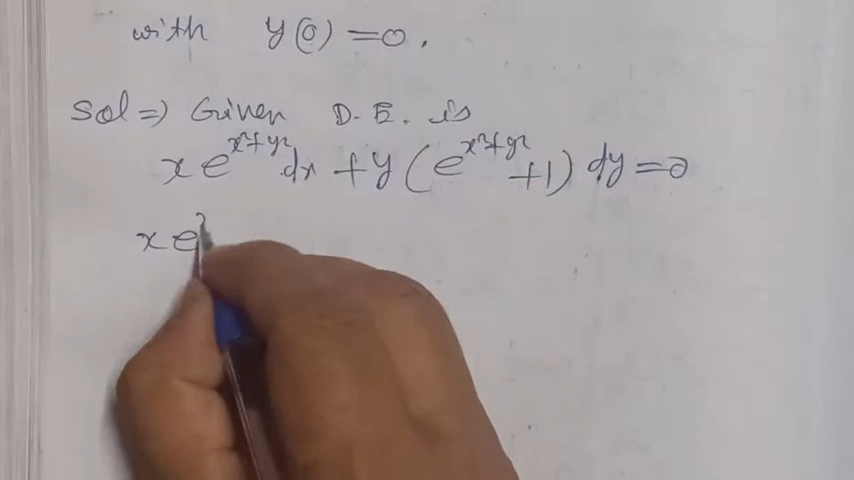 with y(0) = 0.
Sol ⇒ Given D.E. is
x e^{x²+y²} dx + y (e^{x²+y²} + 1) dy = 0
x e